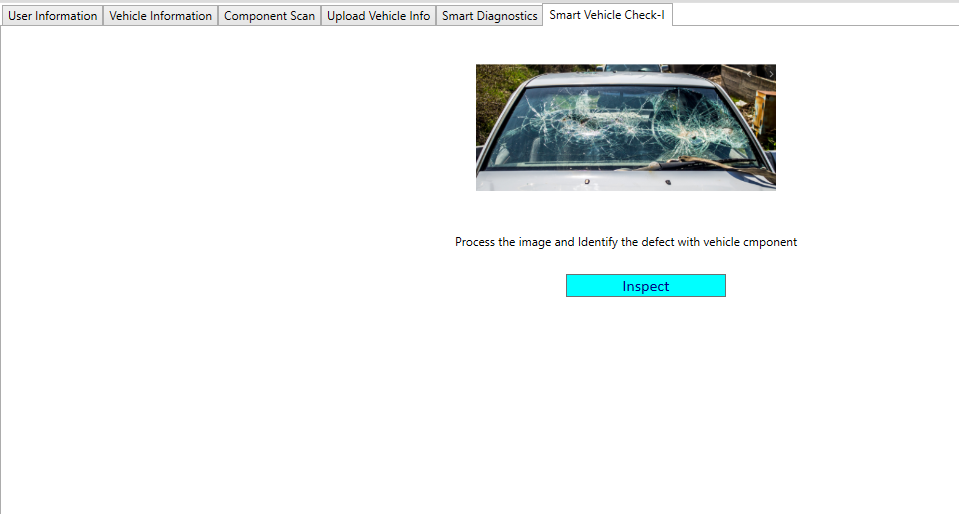 User Information Vehicle Information Component Scan Upload Vehicle Info Smart Diagnostics Smart Vehicle Check-I
Process the image and Identify the defect with vehicle cmponent
Inspect